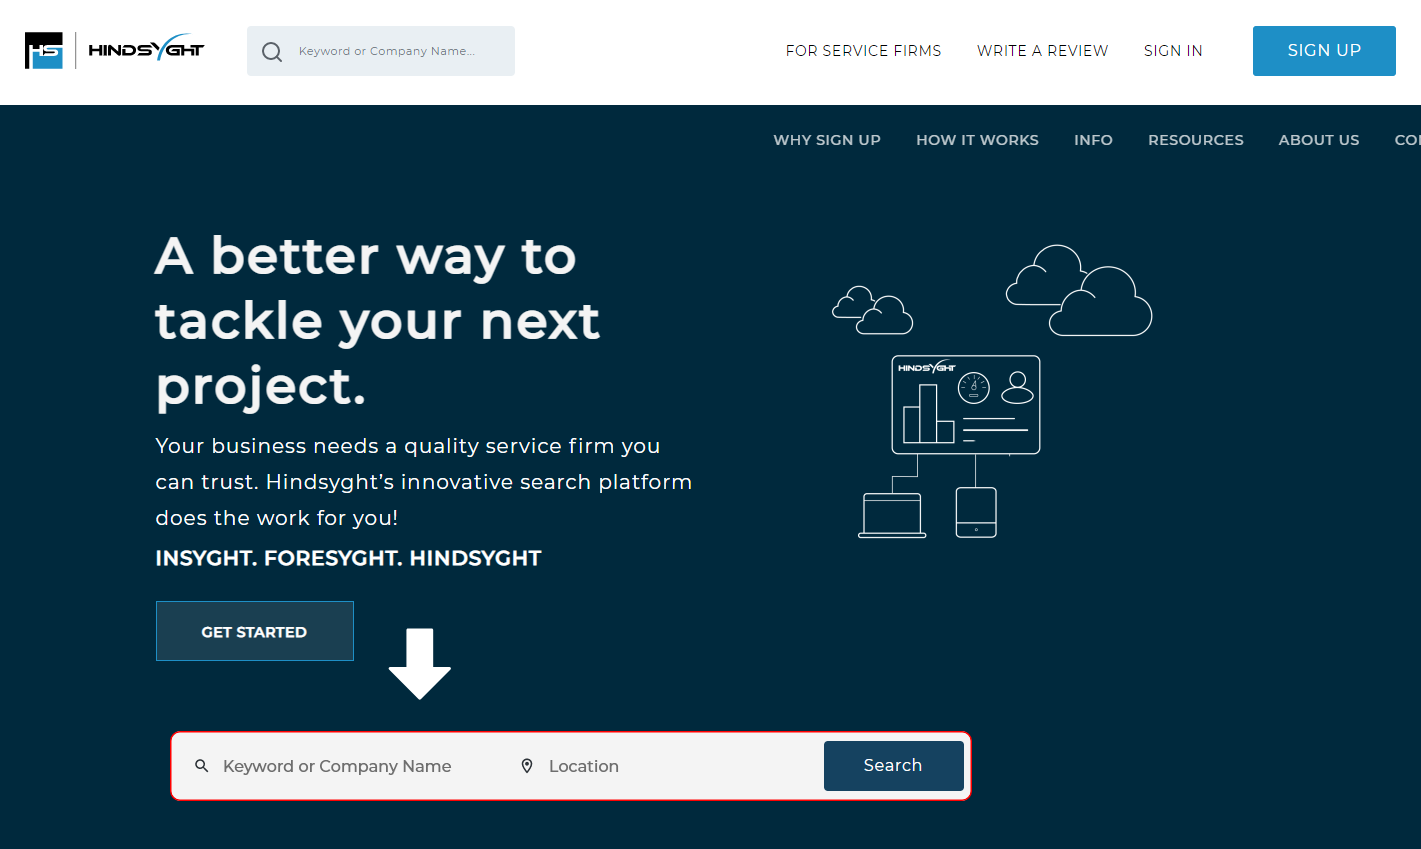 HS HINDSYGHT
Keyword or Company Name...
FOR SERVICE FIRMS
WRITE A REVIEW
SIGN IN
SIGN UP
WHY SIGN UP
HOW IT WORKS
INFO
RESOURCES
ABOUT US
A better way to
tackle your next
project.
HINDSYGHT
Your business needs a quality service firm you
can trust. Hindsyght’s innovative search platform
does the work for you!
INSYGHT. FORESYGHT. HINDSYGHT
GET STARTED
Keyword or Company Name
Location
Search